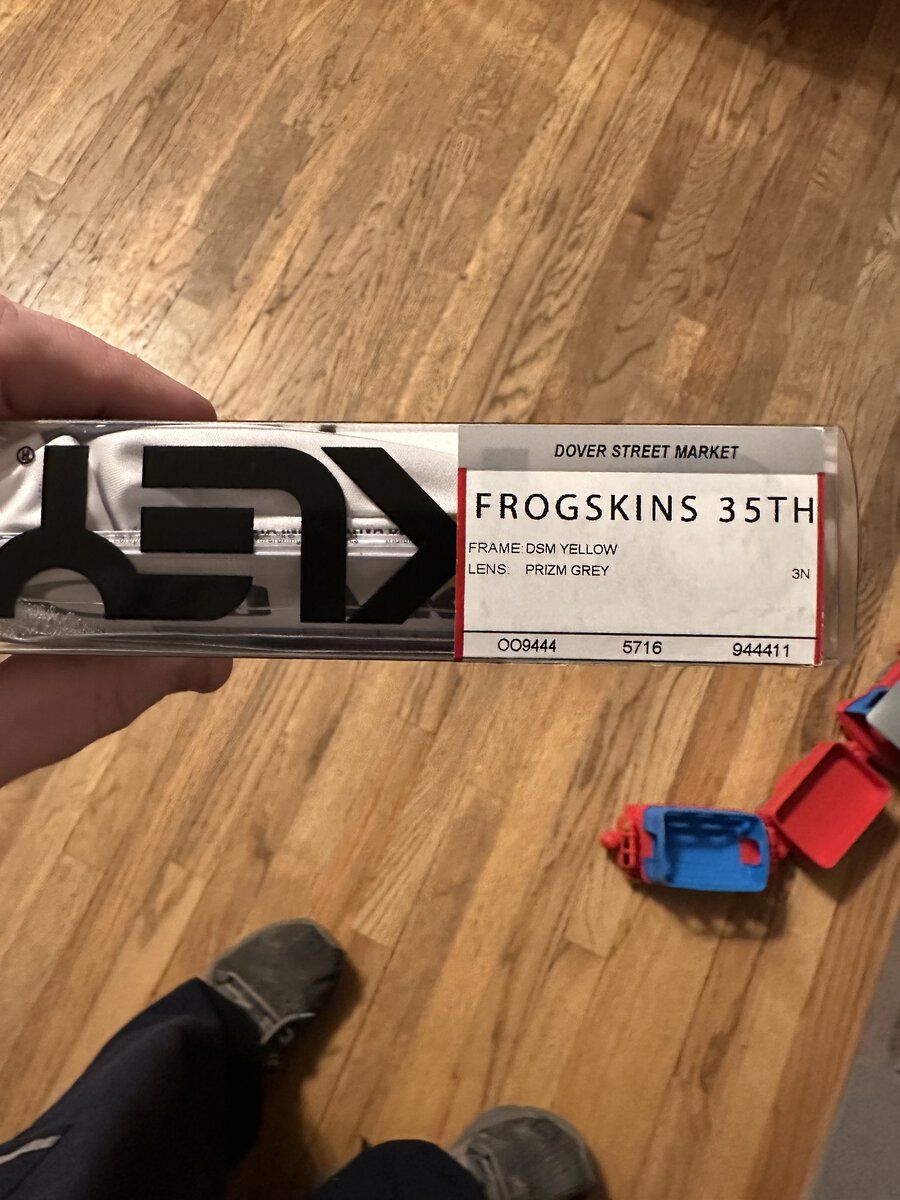 ®
DOVER STREET MARKET
FROGSKINS 35TH
FRAME: DSM YELLOW
LENS: PRIZM GREY
3N
OO9444 5716 944411